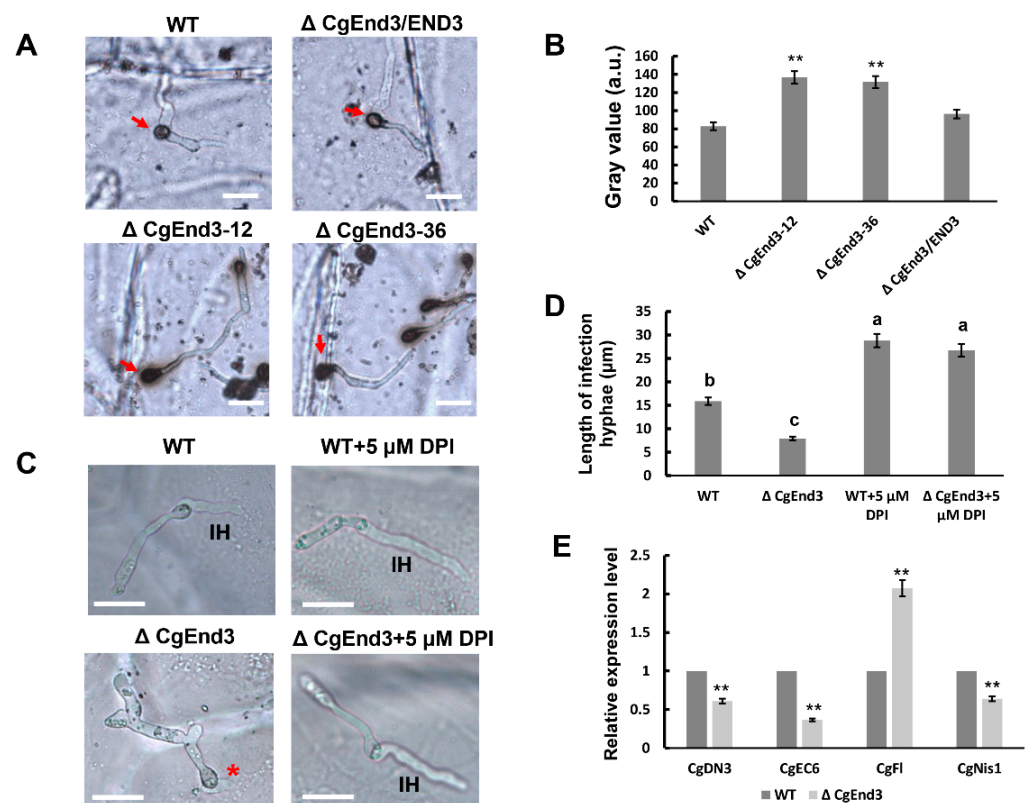 A
WT
Δ CgEnd3/END3
Δ CgEnd3-12
Δ CgEnd3-36
B
Gray value (a.u.)
160
140
120
100
80
60
40
20
0
**
**
WT
Δ CgEnd3-12
Δ CgEnd3-36
Δ CgEnd3/END3
C
WT
WT+5 μM DPI
IH
IH
Δ CgEnd3
Δ CgEnd3+5 μM DPI
*
IH
D
Length of infection
hyphae (μm)
35
30
25
20
15
10
5
0
b
c
a
a
WT
Δ CgEnd3
WT+5 μM
DPI
Δ CgEnd3+5
μM DPI
E
Relative expression level
2.5
2
1.5
1
0.5
0
**
**
**
**
CgDN3
CgEC6
CgFl
CgNis1
WT
Δ CgEnd3